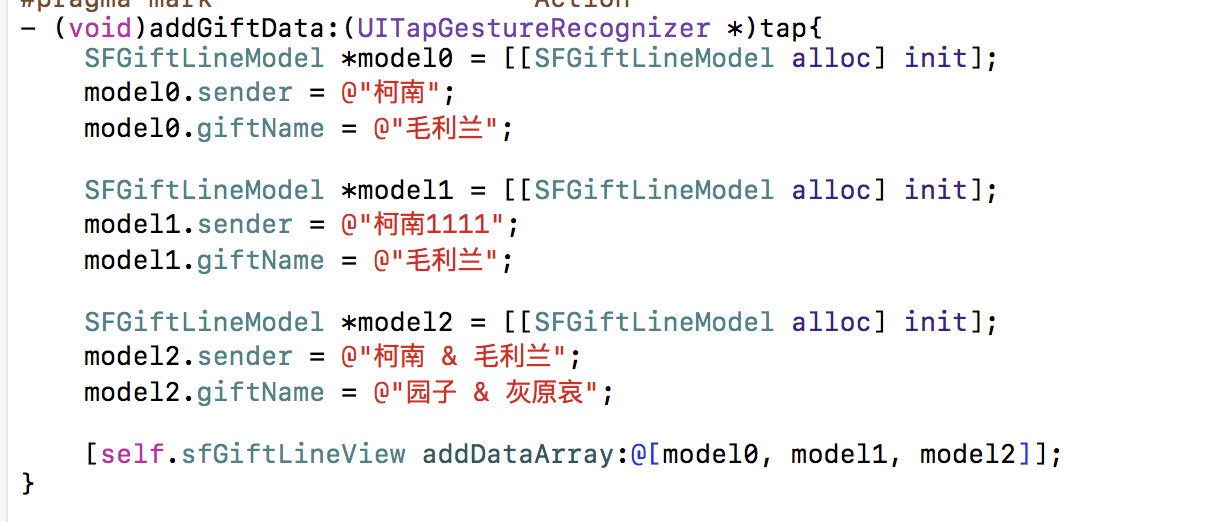 #pragma mark Action
- (void)addGiftData:(UITapGestureRecognizer *)tap{
SFGiftLineModel *model0 = [[SFGiftLineModel alloc] init];
model0.sender = @"柯南";
model0.giftName = @"毛利兰";
SFGiftLineModel *model1 = [[SFGiftLineModel alloc] init];
model1.sender = @"柯南1111";
model1.giftName = @"毛利兰";
SFGiftLineModel *model2 = [[SFGiftLineModel alloc] init];
model2.sender = @"柯南 & 毛利兰";
model2.giftName = @"园子 & 灰原哀";
[self.sfGiftLineView addDataArray:@[model0, model1, model2]];
}